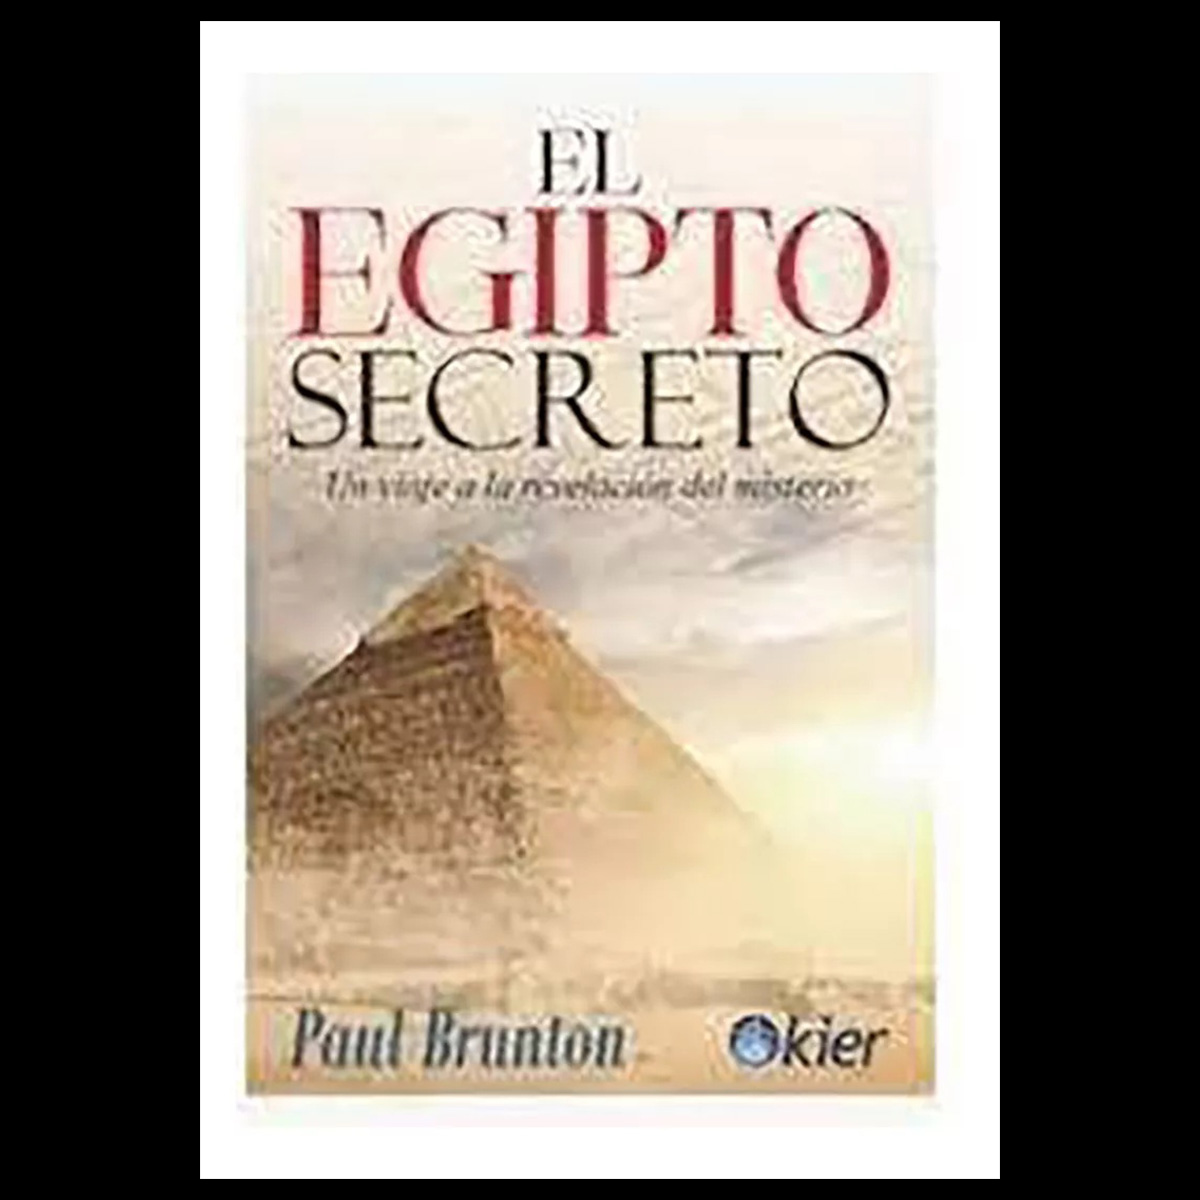 EL
EGIPTO
SECRETO
Un viaje a la revelación del misterio
Paul Brunton
kier